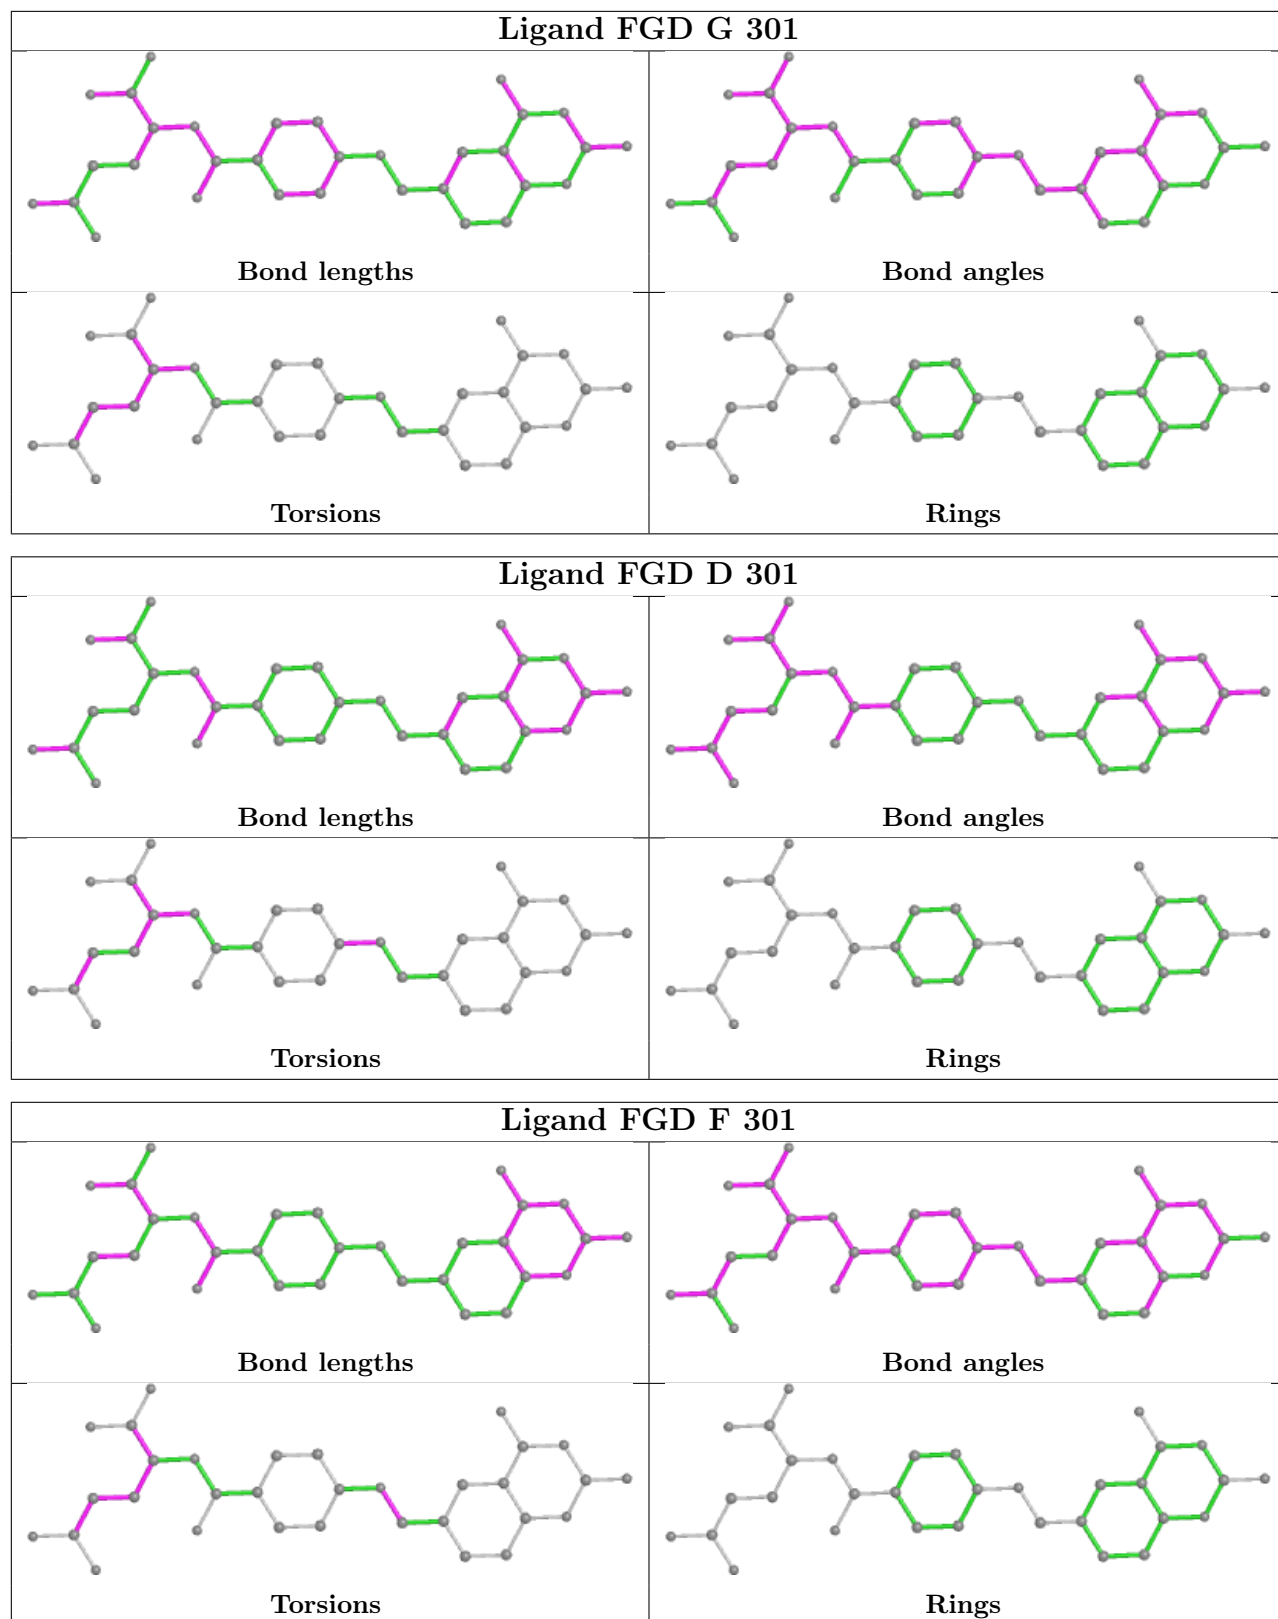 Ligand FGD G 301
Bond lengths
Bond angles
Torsions
Rings
Ligand FGD D 301
Bond lengths
Bond angles
Torsions
Rings
Ligand FGD F 301
Bond lengths
Bond angles
Torsions
Rings